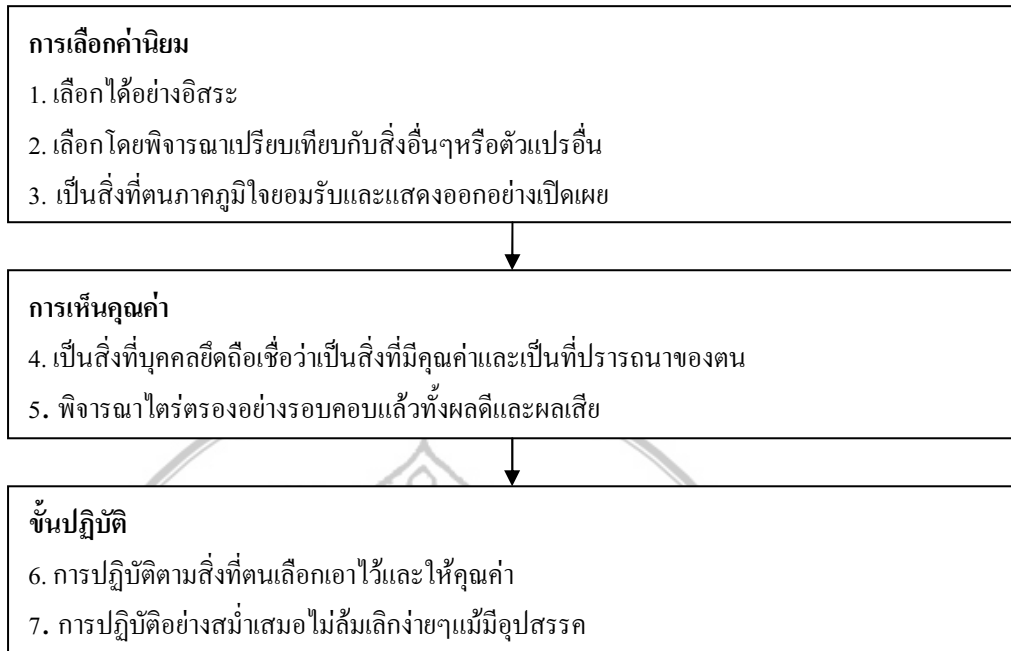 การเลือกค่านิยม
1. เลือกได้อย่างอิสระ
2. เลือกโดยพิจารณาเปรียบเทียบกับสิ่งอื่นๆหรือตัวแปรอื่น
3. เป็นสิ่งที่ตนภาคภูมิใจยอมรับและแสดงออกอย่างเปิดเผย
การเห็นคุณค่า
4. เป็นสิ่งที่บุคคลยึดถือเชื่อว่าเป็นสิ่งที่มีคุณค่าและเป็นที่ปรารถนาของตน
5. พิจารณาไตร่ตรองอย่างรอบคอบแล้วทั้งผลดีและผลเสีย
ขั้นปฏิบัติ
6. การปฏิบัติตามสิ่งที่ตนเลือกเอาไว้และให้คุณค่า
7. การปฏิบัติอย่างสม่ำเสมอไม่ล้มเลิกง่ายๆแม้มีอุปสรรค